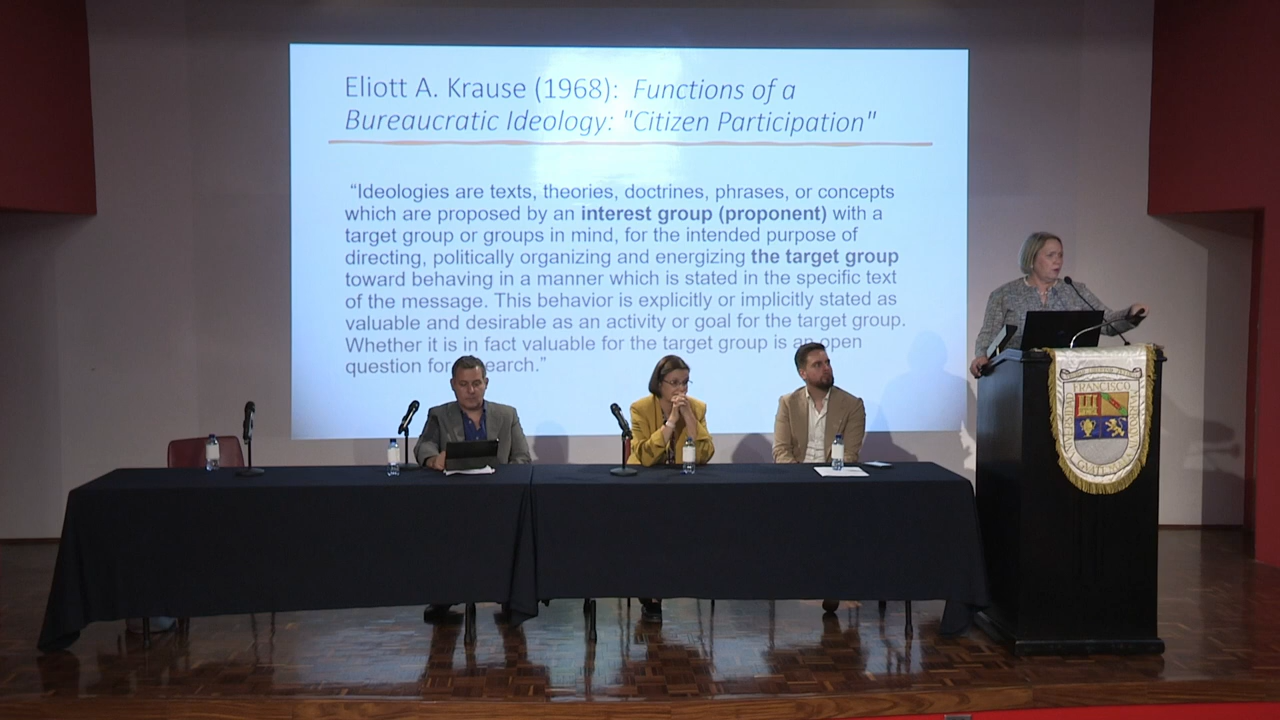 Eliott A. Krause (1968): Functions of a
Bureaucratic Ideology: "Citizen Participation"
“Ideologies are texts, theories, doctrines, phrases, or concepts
which are proposed by an interest group (proponent) with a
target group or groups in mind, for the intended purpose of
directing, politically organizing and energizing the target group
toward behaving in a manner which is stated in the specific text
of the message. This behavior is explicitly or implicitly stated as
valuable and desirable as an activity or goal for the target group.
Whether it is in fact valuable for the target group is an open
question for earch.”
FRANCISCO